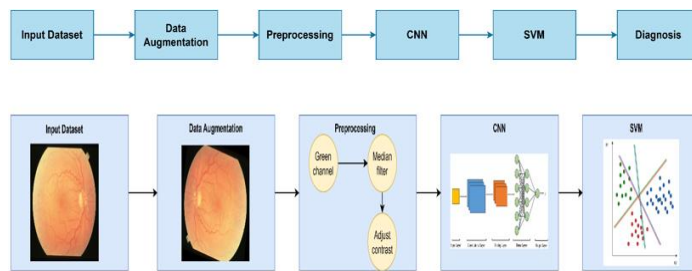 Input Dataset
Data
Augmentation
Preprocessing
CNN
SVM
Diagnosis
Input Dataset
Data Augmentation
Preprocessing
Green
channel
Median
filter
Adjust
contrast
CNN
SVM